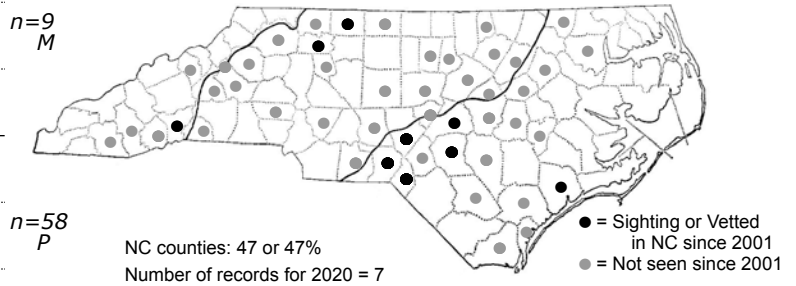 n=9
M
n=58
P
NC counties: 47 or 47%
Number of records for 2020 = 7
= Sighting or Vetted
in NC since 2001
= Not seen since 2001